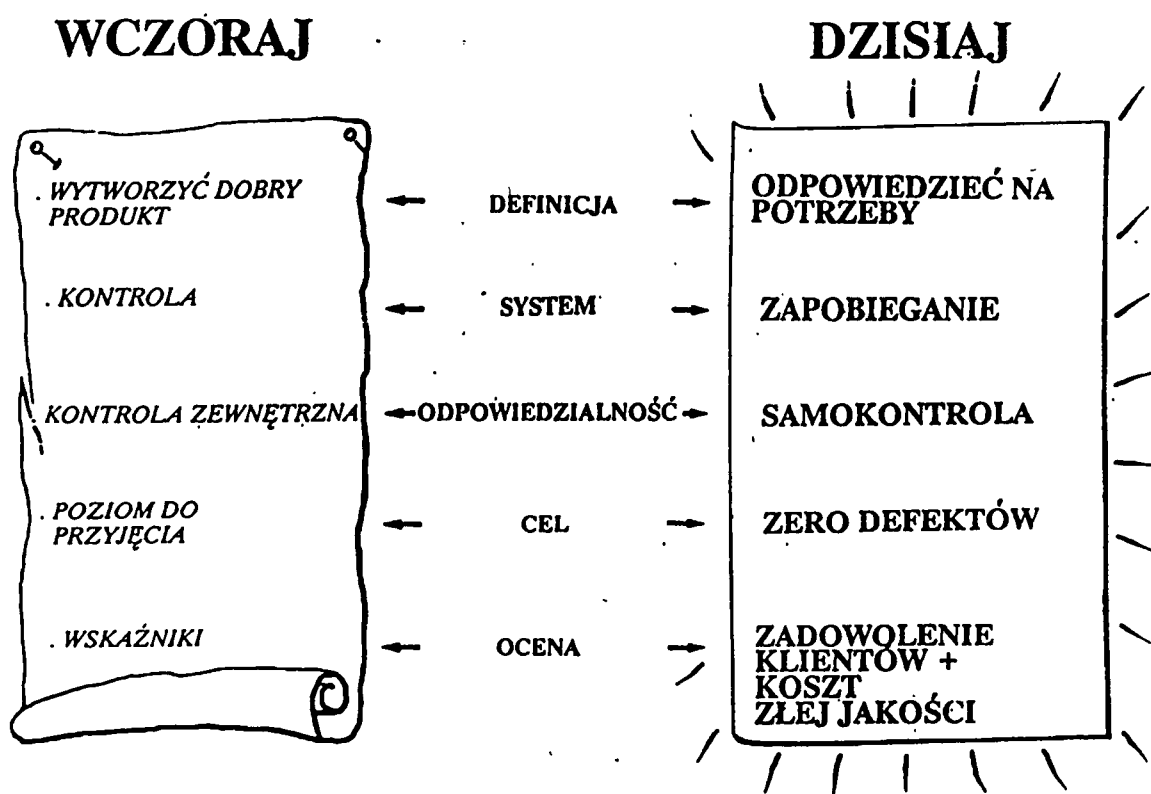 WCZORAJ
DZISIAJ
. WYTWORZYĆ DOBRY
PRODUKT
DEFINICJA
ODPOWIEDZIEĆ NA
POTRZEBY
. KONTROLA
SYSTEM
ZAPOBIEGANIE
KONTROLA ZEWNĘTRZNA
ODPOWIEDZIALNOŚĆ
SAMOKONTROLA
. POZIOM DO
PRZYJĘCIA
CEL
ZERO DEFEKTÓW
. WSKAŹNIKI
OCENA
ZADOWOLENIE
KLIENTÓW +
KOSZT
ZŁEJ JAKOŚCI